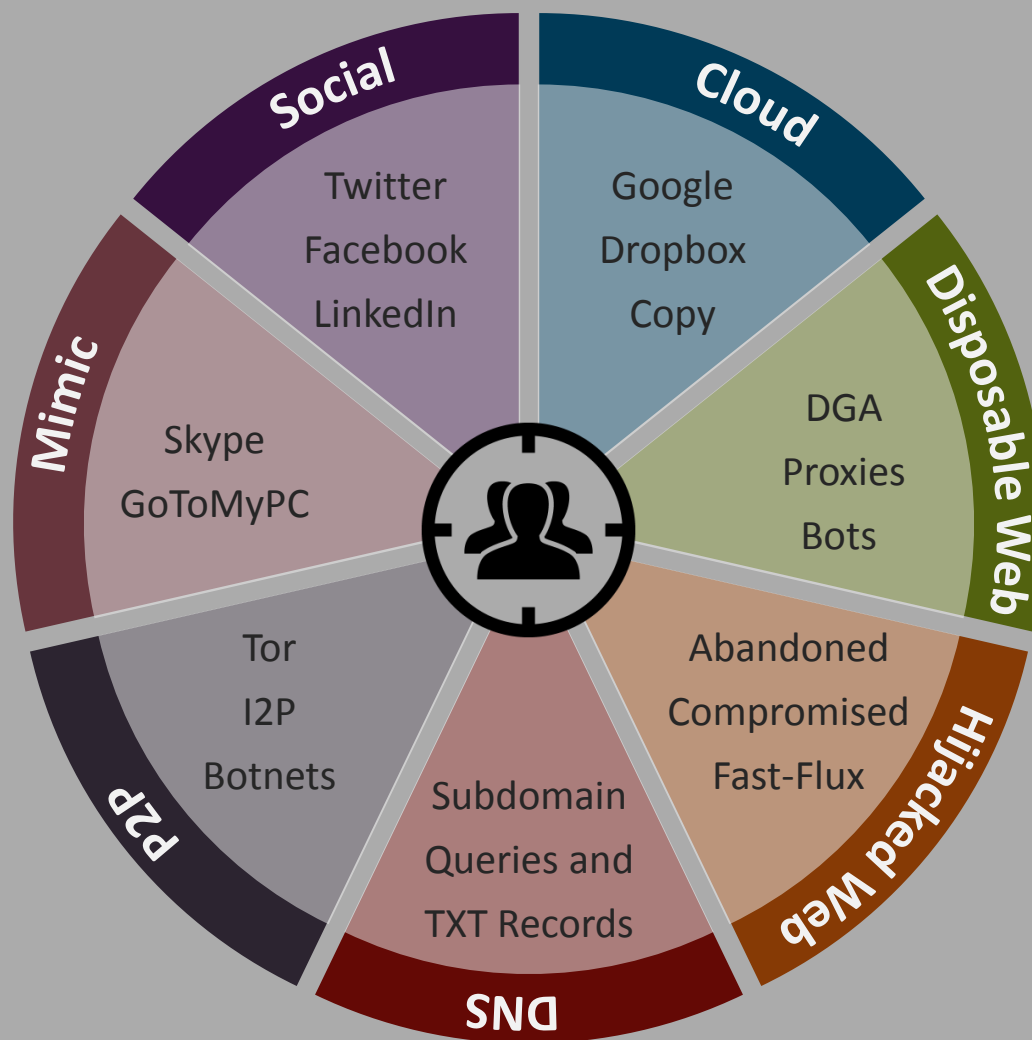 Social
Twitter
Facebook
LinkedIn
Cloud
Google
Dropbox
Copy
Disposable Web
DGA
Proxies
Bots
Hijacked Web
Abandoned
Compromised
Fast-Flux
DNS
Subdomain
Queries and
TXT Records
P2P
Tor
I2P
Botnets
Mimic
Skype
GoToMyPC